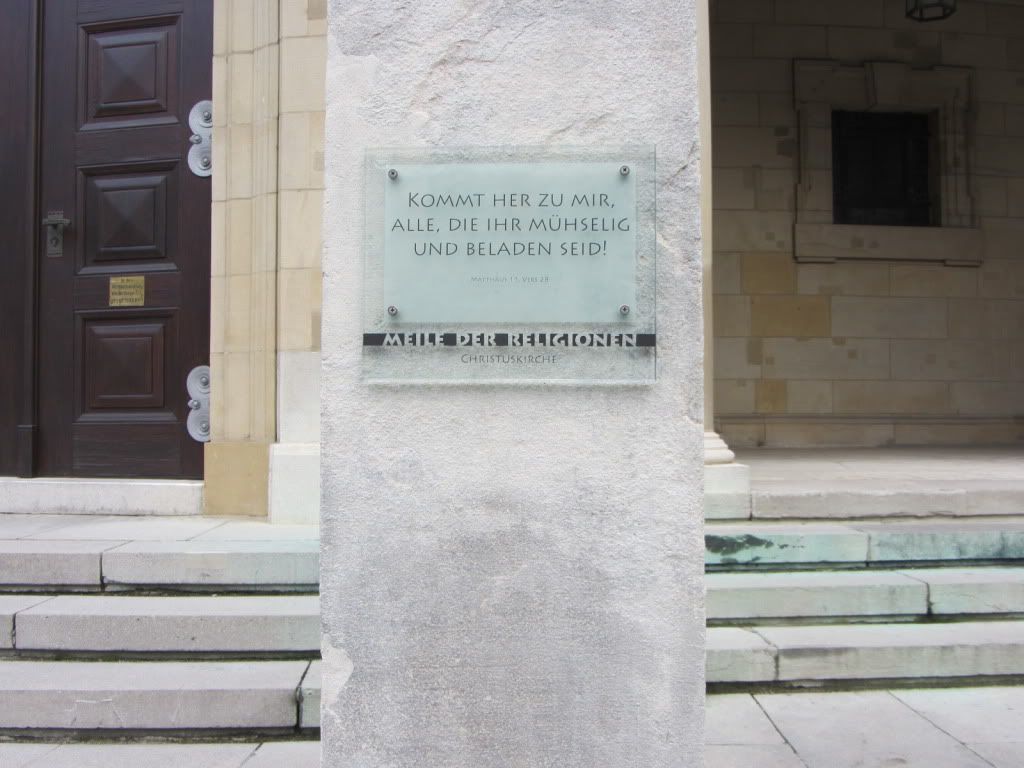 KOMMT HER ZU MIR,
ALLE, DIE IHR MÜHSELIG
UND BELADEN SEID!
MATTHÄUS 11, VERS 28
MEILE DER RELIGIONEN
CHRISTUSKIRCHE